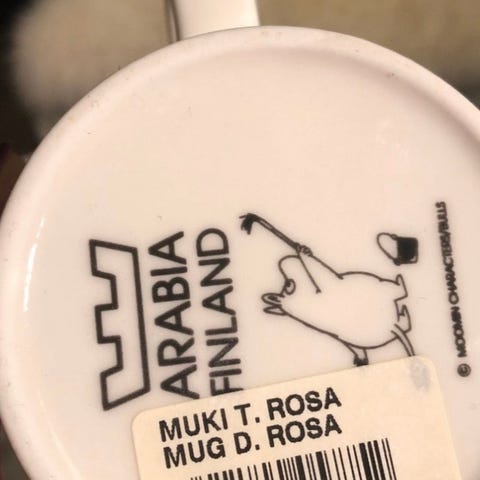 ARABIA
FINLAND
© MOOMIN CHARACTERS/BULLS
MUKI T. ROSA
MUG D. ROSA